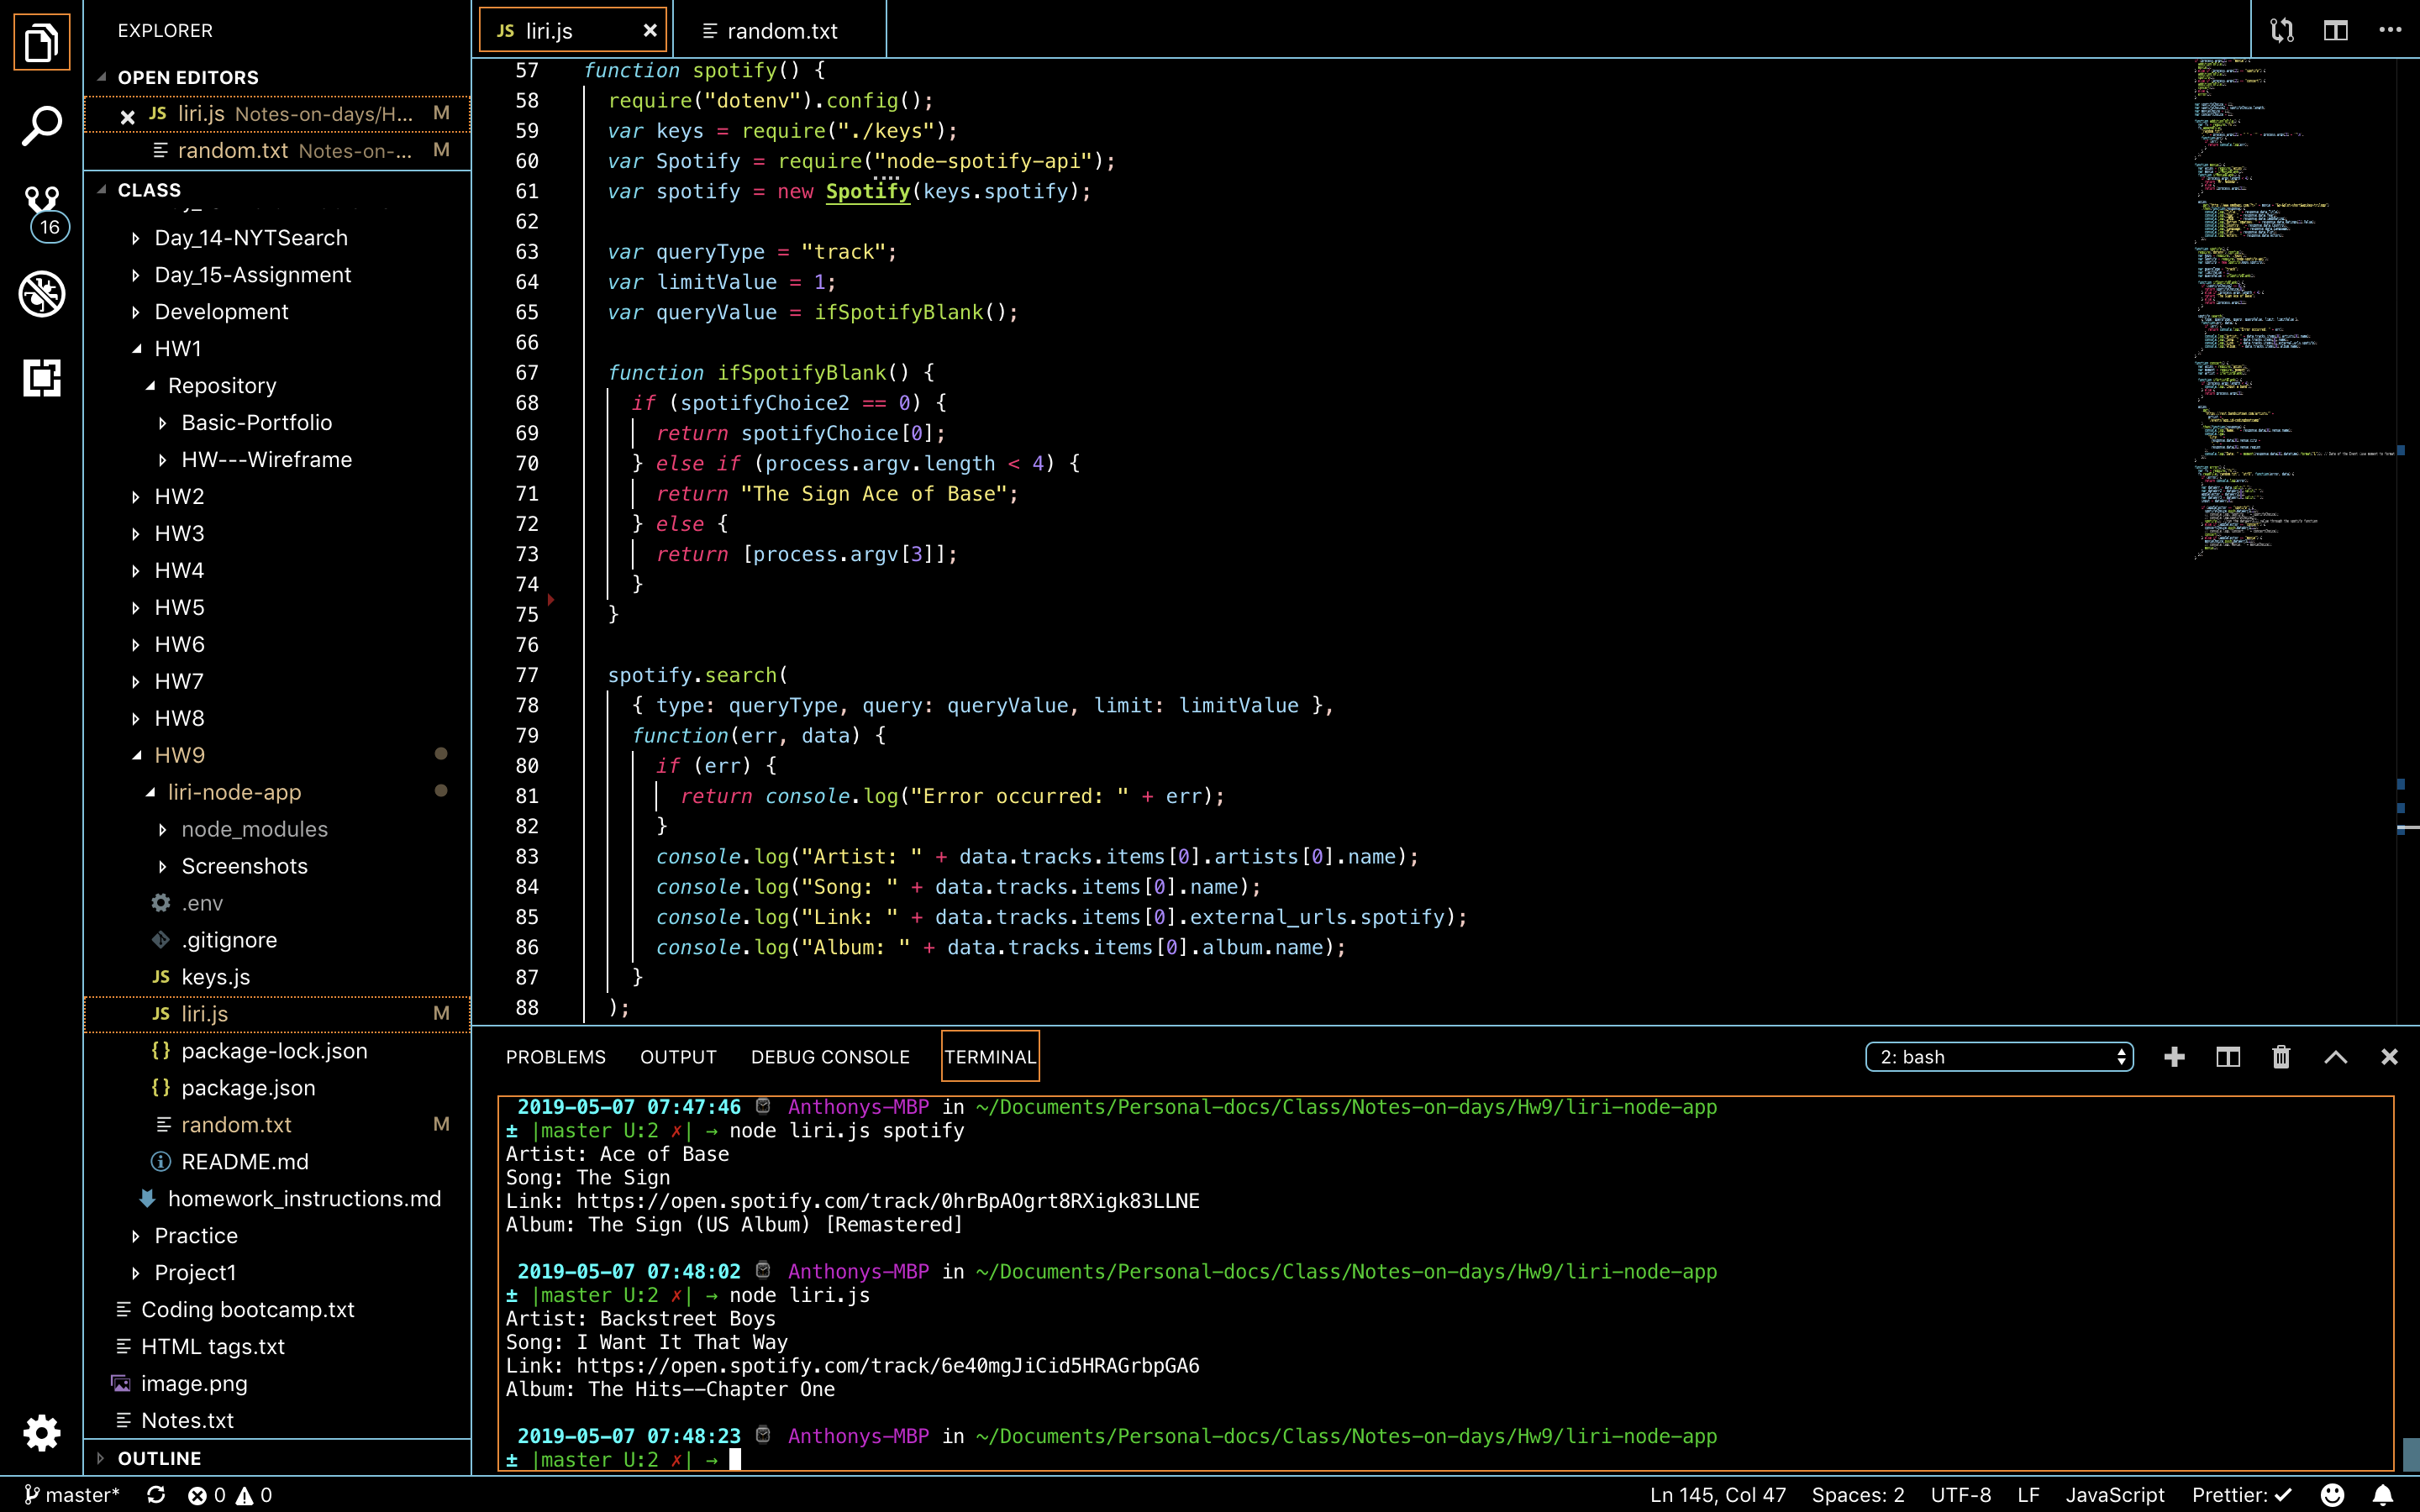 EXPLORER
OPEN EDITORS
JS liri.js Notes-on-days/H... M
random.txt Notes-on-... M
CLASS
16
Day_14-NYTSearch
Day_15-Assignment
Development
HW1
Repository
Basic-Portfolio
HW---Wireframe
HW2
HW3
HW4
HW5
HW6
HW7
HW8
HW9
liri-node-app
node_modules
Screenshots
.env
.gitignore
JS keys.js
JS liri.js M
{} package-lock.json
{} package.json
random.txt M
README.md
homework_instructions.md
Practice
Project1
Coding bootcamp.txt
HTML tags.txt
image.png
Notes.txt
OUTLINE
JS liri.js
random.txt
57 function spotify() {
58 require("dotenv").config();
59 var keys = require("./keys");
60 var Spotify = require("node-spotify-api");
61 var spotify = new Spotify(keys.spotify);
62
63 var queryType = "track";
64 var limitValue = 1;
65 var queryValue = ifSpotifyBlank();
66
67 function ifSpotifyBlank() {
68 if (spotifyChoice2 == 0) {
69 return spotifyChoice[0];
70 } else if (process.argv.length < 4) {
71 return "The Sign Ace of Base";
72 } else {
73 return [process.argv[3]];
74 }
75 }
76
77 spotify.search(
78 { type: queryType, query: queryValue, limit: limitValue },
79 function(err, data) {
80 if (err) {
81 return console.log("Error occurred: " + err);
82 }
83 console.log("Artist: " + data.tracks.items[0].artists[0].name);
84 console.log("Song: " + data.tracks.items[0].name);
85 console.log("Link: " + data.tracks.items[0].external_urls.spotify);
86 console.log("Album: " + data.tracks.items[0].album.name);
87 }
88 );
PROBLEMS OUTPUT DEBUG CONSOLE TERMINAL 2: bash
2019-05-07 07:47:46 Anthonys-MBP in ~/Documents/Personal-docs/Class/Notes-on-days/Hw9/liri-node-app
± |master U:2 ✗| → node liri.js spotify
Artist: Ace of Base
Song: The Sign
Link: https://open.spotify.com/track/0hrBpAOgrt8RXigk83LLNE
Album: The Sign (US Album) [Remastered]
2019-05-07 07:48:02 Anthonys-MBP in ~/Documents/Personal-docs/Class/Notes-on-days/Hw9/liri-node-app
± |master U:2 ✗| → node liri.js
Artist: Backstreet Boys
Song: I Want It That Way
Link: https://open.spotify.com/track/6e40mgJiCid5HRAGrbpGA6
Album: The Hits--Chapter One
2019-05-07 07:48:23 Anthonys-MBP in ~/Documents/Personal-docs/Class/Notes-on-days/Hw9/liri-node-app
± |master U:2 ✗| →
master* 0 0 Ln 145, Col 47 Spaces: 2 UTF-8 LF JavaScript Prettier: ✓